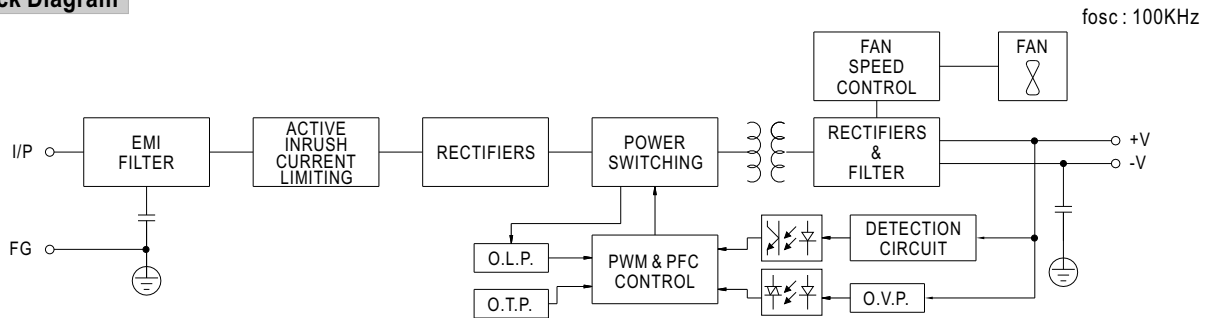 ck Diagram
fosc : 100KHz
FAN
SPEED
CONTROL
FAN
I/P
EMI
FILTER
ACTIVE
INRUSH
CURRENT
LIMITING
RECTIFIERS
POWER
SWITCHING
RECTIFIERS
&
FILTER
+V
-V
FG
O.L.P.
O.T.P.
PWM & PFC
CONTROL
DETECTION
CIRCUIT
O.V.P.